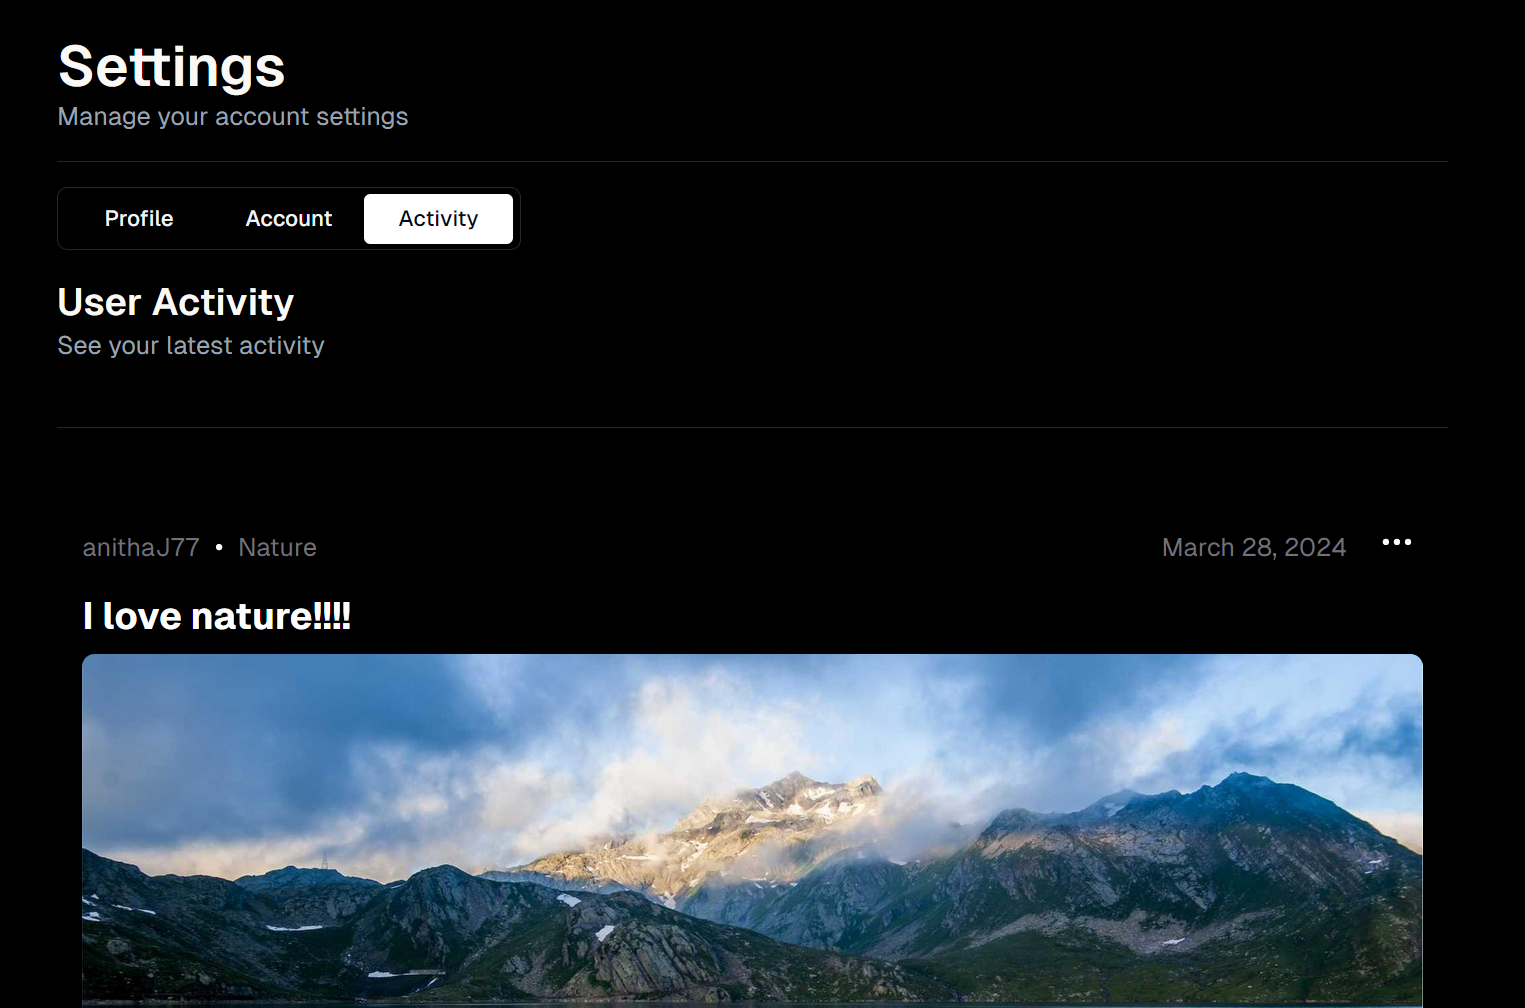 Settings
Manage your account settings
Profile Account Activity
User Activity
See your latest activity
anithaJ77 • Nature March 28, 2024 •••
I love nature!!!!